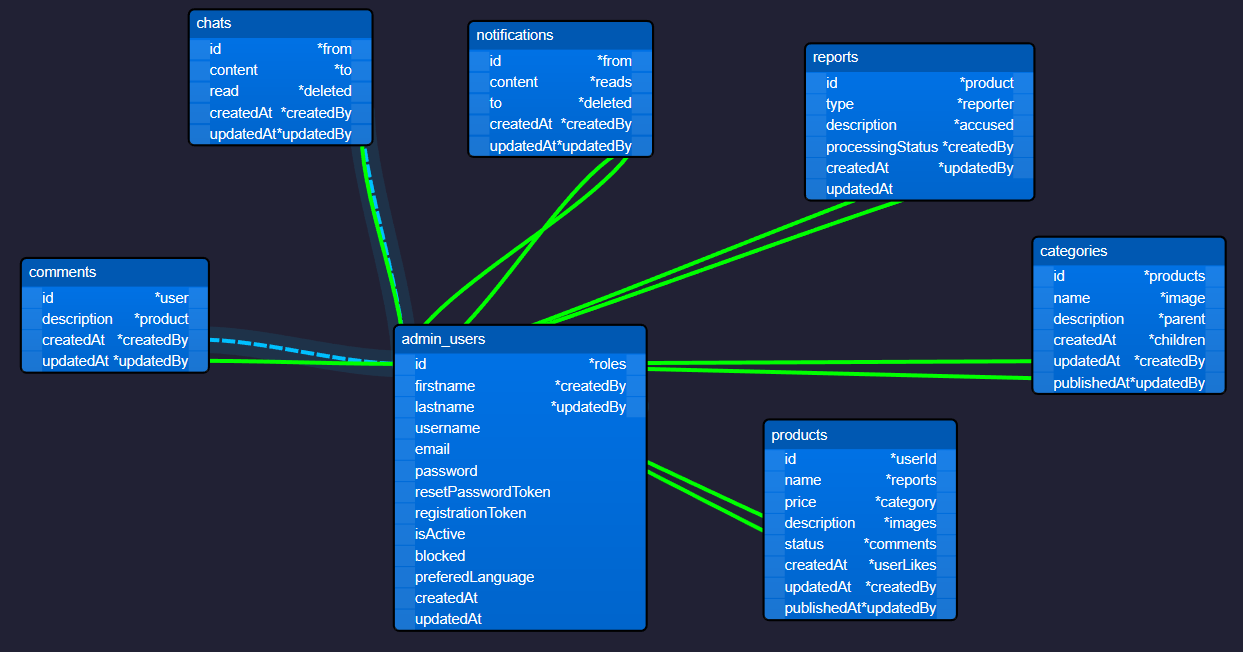 chats
id *from
content *to
read *deleted
createdAt *createdBy
updatedAt*updatedBy
notifications
id *from
content *reads
to *deleted
createdAt *createdBy
updatedAt*updatedBy
reports
id *product
type *reporter
description *accused
processingStatus *createdBy
createdAt *updatedBy
updatedAt
comments
id *user
description *product
createdAt *createdBy
updatedAt *updatedBy
categories
id *products
name *image
description *parent
createdAt *children
updatedAt *createdBy
publishedAt*updatedBy
admin_users
id *roles
firstname *createdBy
lastname *updatedBy
username
email
password
resetPasswordToken
registrationToken
isActive
blocked
preferedLanguage
createdAt
updatedAt
products
id *userId
name *reports
price *category
description *images
status *comments
createdAt *userLikes
updatedAt *createdBy
publishedAt*updatedBy